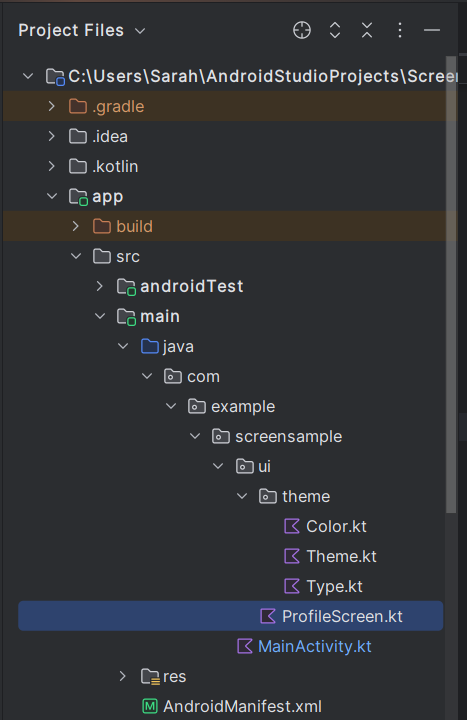 Project Files
C:\Users\Sarah\AndroidStudioProjects\Screen
.gradle
.idea
.kotlin
app
build
src
androidTest
main
java
com
example
screensample
ui
theme
Color.kt
Theme.kt
Type.kt
ProfileScreen.kt
MainActivity.kt
res
AndroidManifest.xml